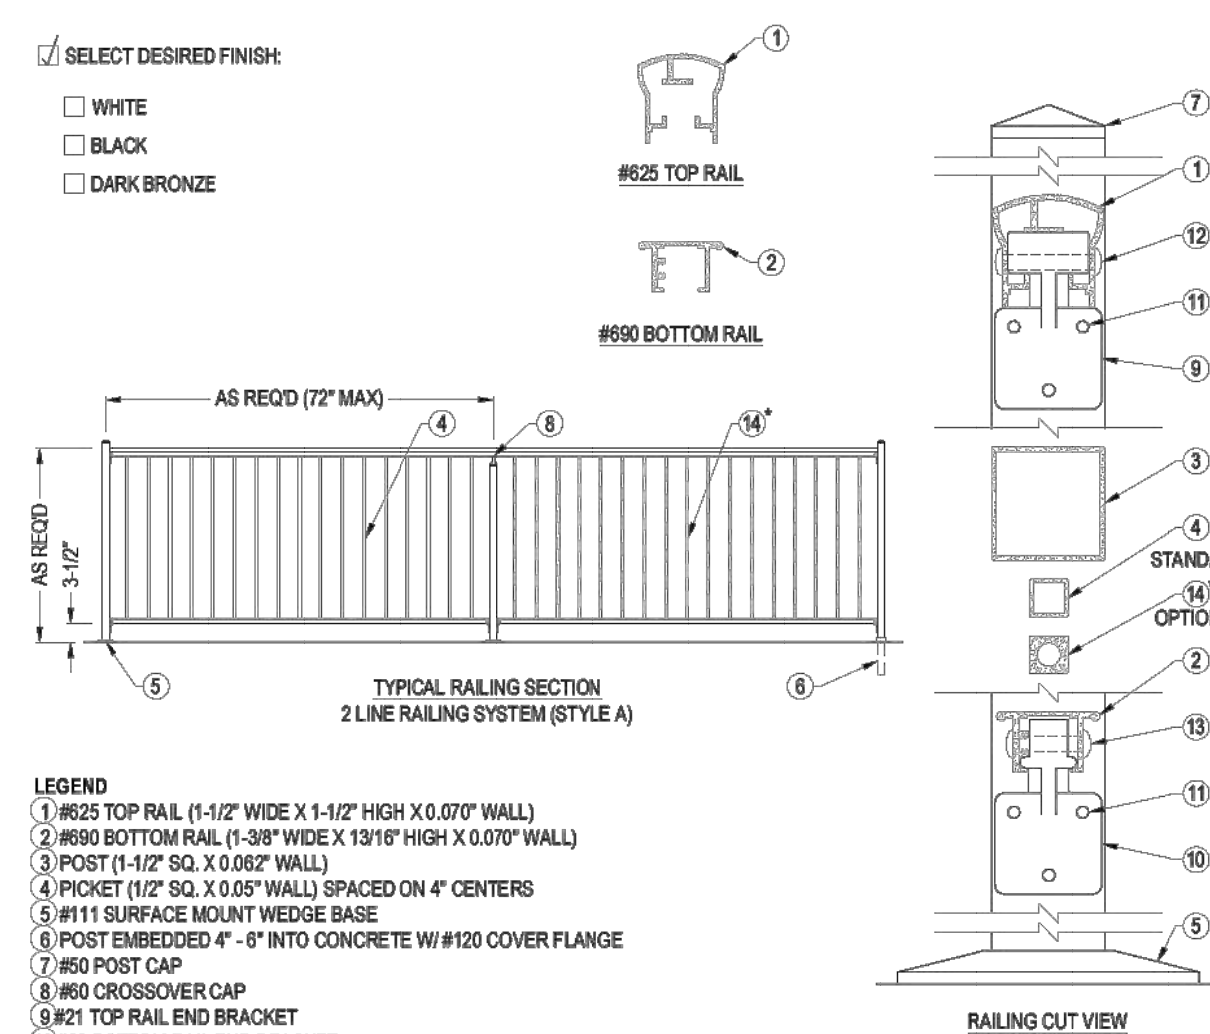 SELECT DESIRED FINISH:
WHITE
BLACK
DARK BRONZE
1
#625 TOP RAIL
2
#690 BOTTOM RAIL
AS REQ'D (72" MAX)
4
8
14*
AS REQ'D
3-1/2"
5
6
TYPICAL RAILING SECTION
2 LINE RAILING SYSTEM (STYLE A)
7
1
12
11
9
3
4
STAND
14
OPTIO
2
13
11
10
5
RAILING CUT VIEW
LEGEND
1 #625 TOP RAIL (1-1/2" WIDE X 1-1/2" HIGH X 0.070" WALL)
2 #690 BOTTOM RAIL (1-3/8" WIDE X 13/16" HIGH X 0.070" WALL)
3 POST (1-1/2" SQ. X 0.062" WALL)
4 PICKET (1/2" SQ. X 0.05" WALL) SPACED ON 4" CENTERS
5 #111 SURFACE MOUNT WEDGE BASE
6 POST EMBEDDED 4" - 6" INTO CONCRETE W/ #120 COVER FLANGE
7 #50 POST CAP
8 #60 CROSSOVER CAP
9 #21 TOP RAIL END BRACKET